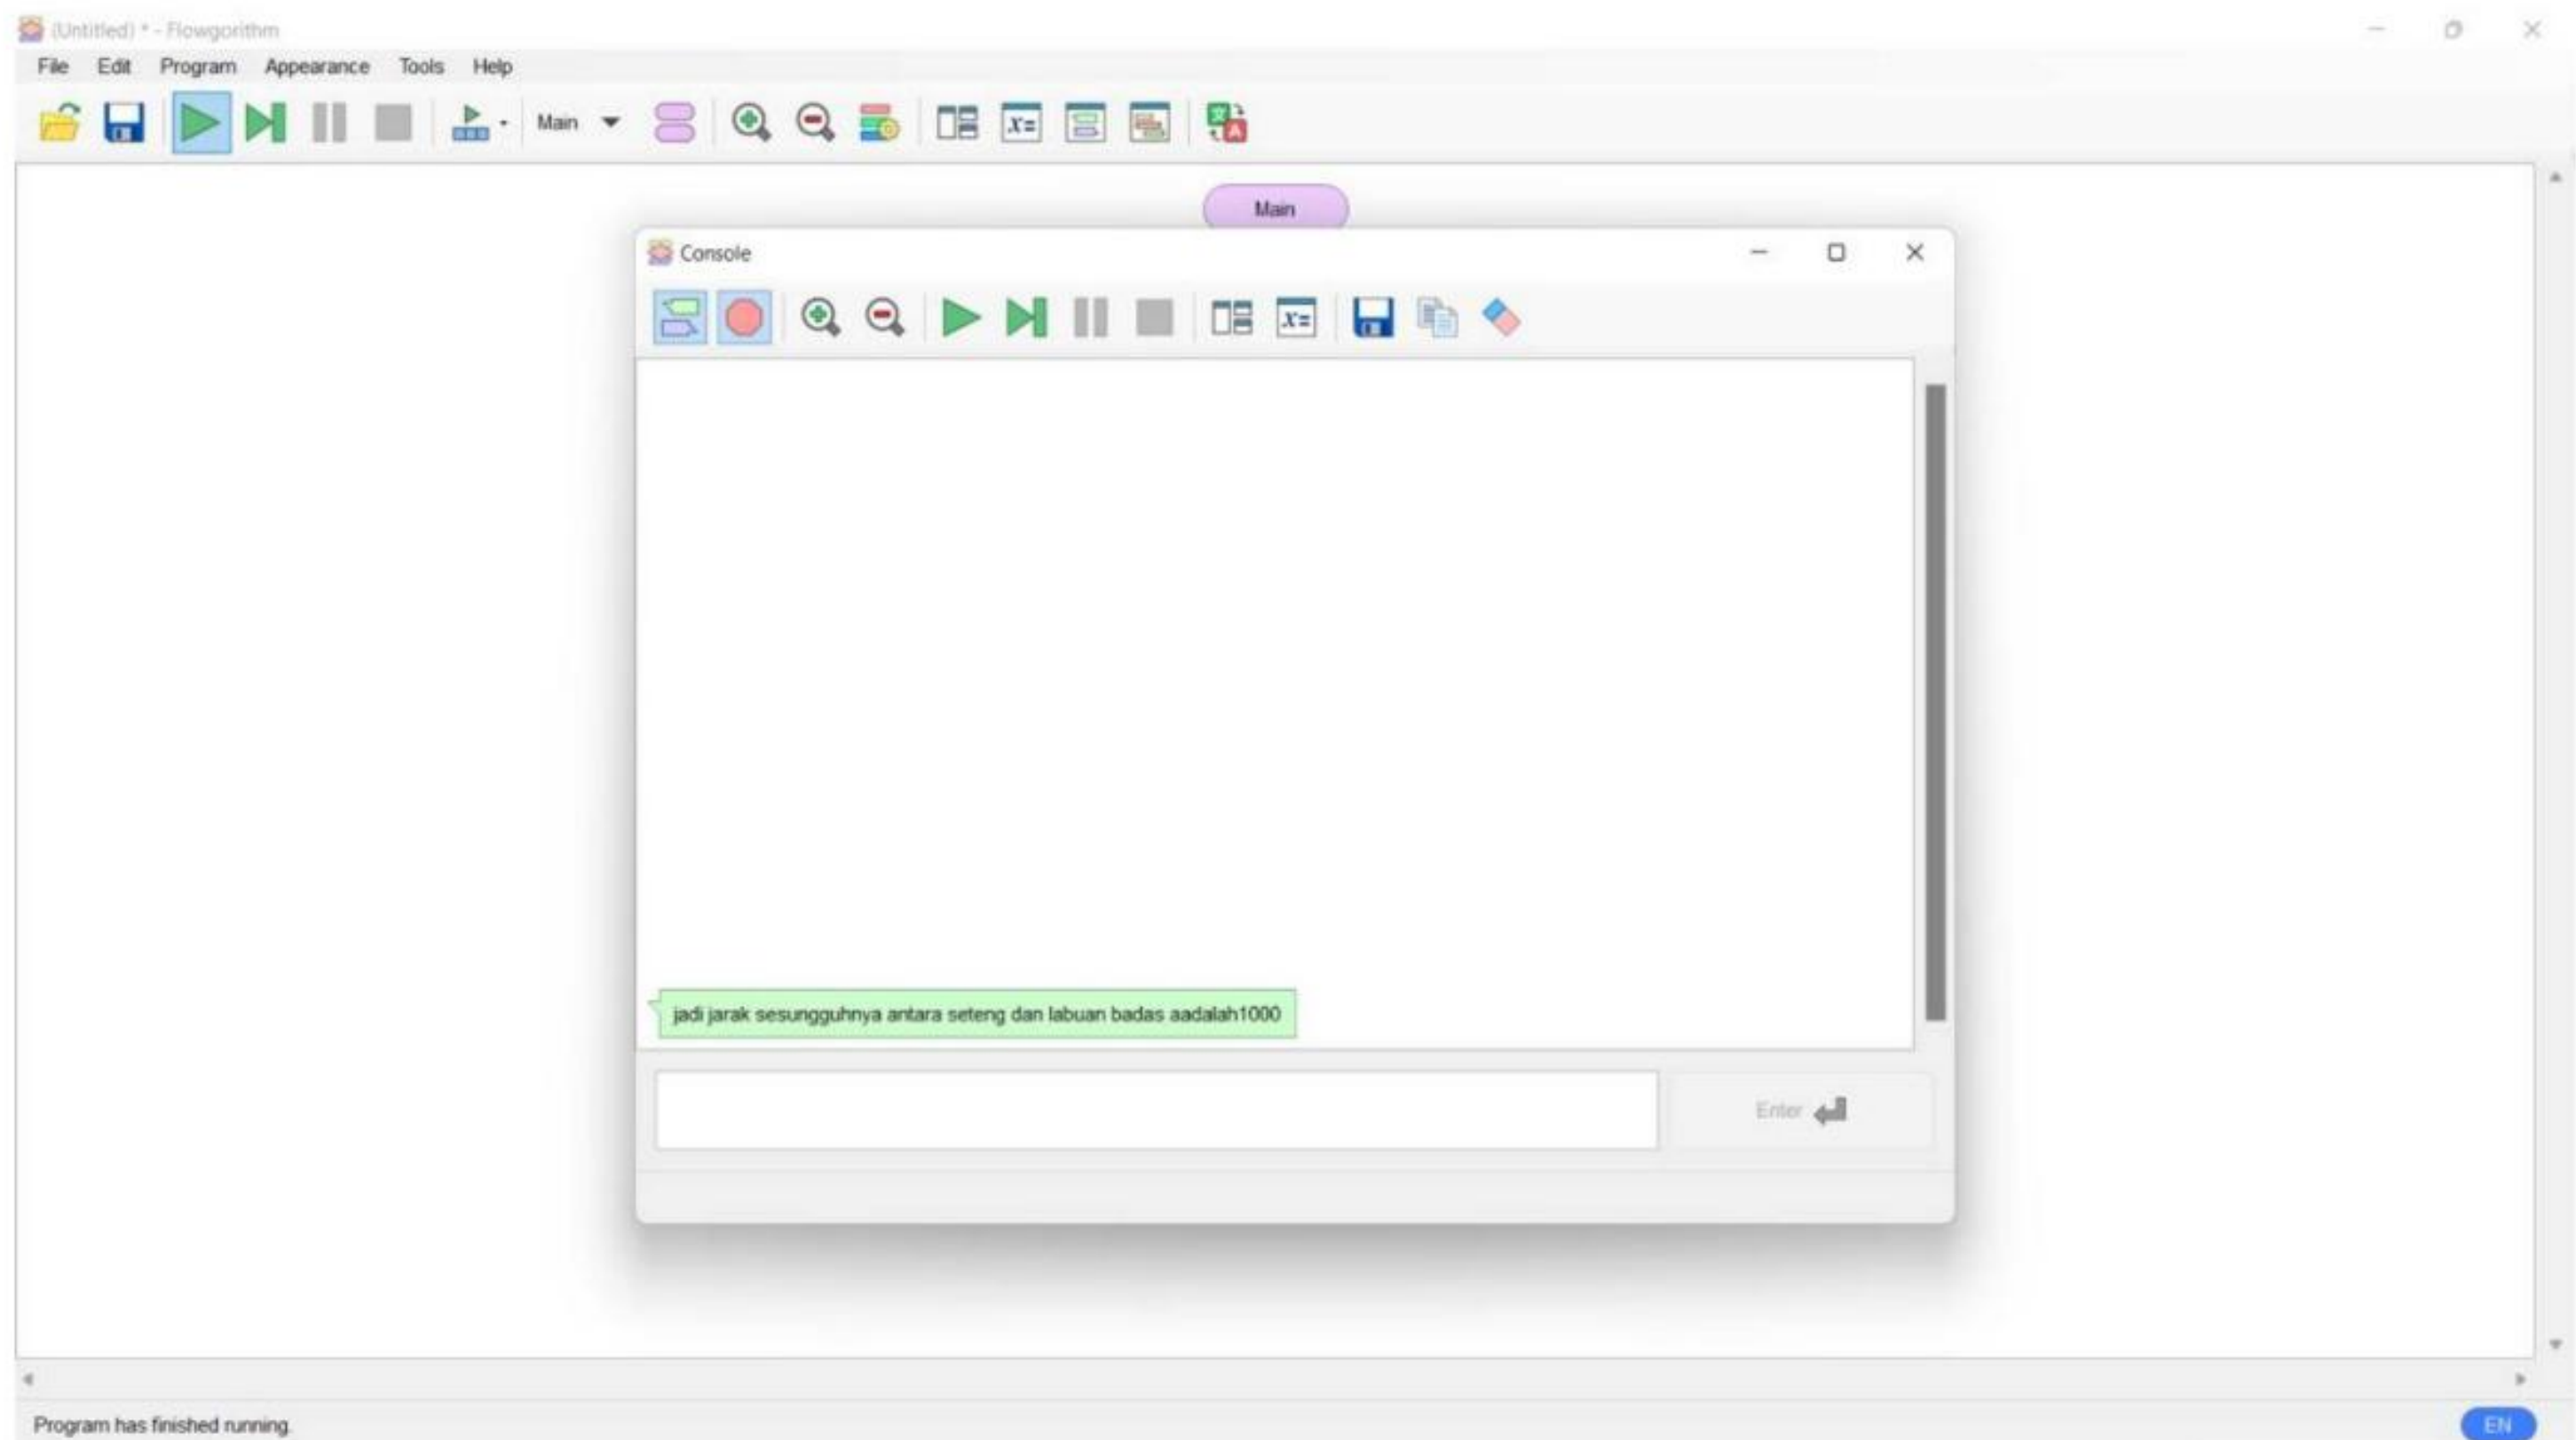 (Untitled) * - Flowgorithm
File Edit Program Appearance Tools Help
Main
Main
Console
jadi jarak sesungguhnya antara seteng dan labuan badas aadalah1000
Enter
Program has finished running.
EN